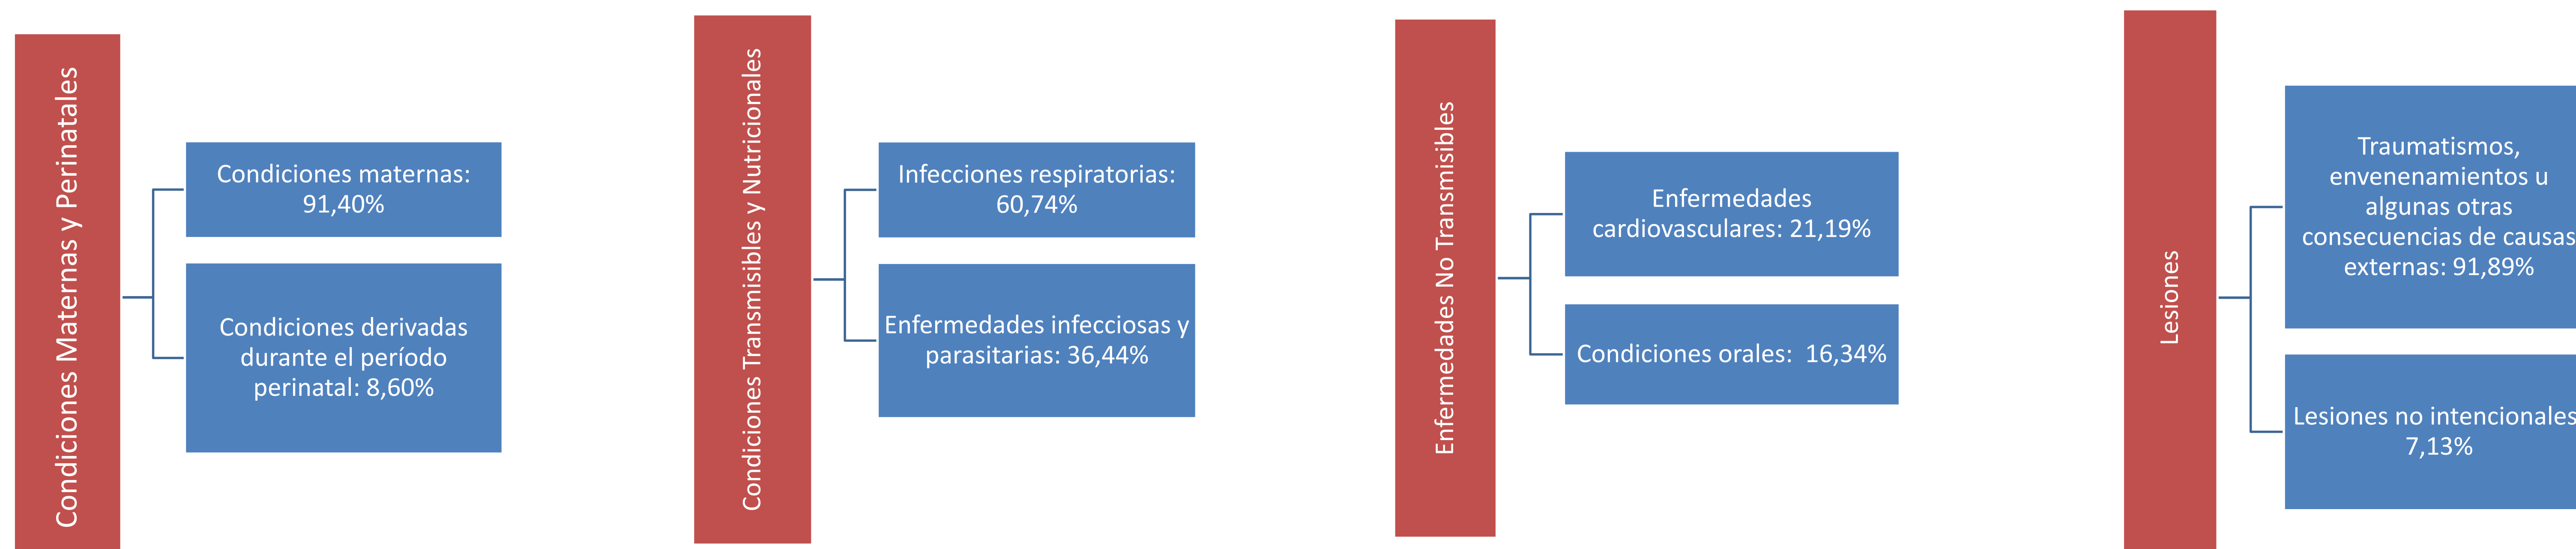 Condiciones Maternas y Perinatales
Condiciones maternas:
91,40%
Condiciones derivadas
durante el período
perinatal: 8,60%
Condiciones Transmisibles y Nutricionales
Infecciones respiratorias:
60,74%
Enfermedades infecciosas y
parasitarias: 36,44%
Enfermedades No Transmisibles
Enfermedades
cardiovasculares: 21,19%
Condiciones orales:  16,34%
Lesiones
Traumatismos,
envenenamientos u
algunas otras
consecuencias de causas
externas: 91,89%
Lesiones no intencionales
7,13%